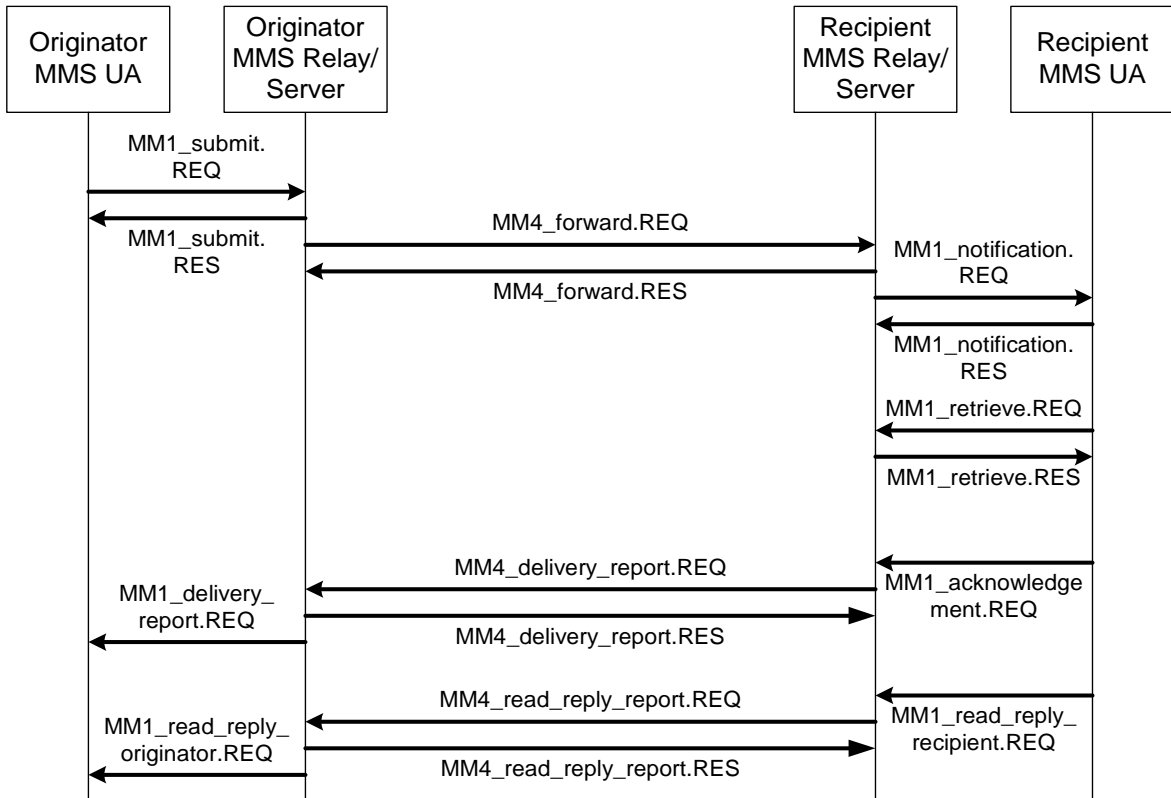 Originator
MMS UA
Originator
MMS Relay/
Server
Recipient
MMS Relay/
Server
Recipient
MMS UA
MM1_submit.
REQ
MM1_submit.
RES
MM4_forward.REQ
MM4_forward.RES
MM1_notification.
REQ
MM1_notification.
RES
MM1_retrieve.REQ
MM1_retrieve.RES
MM1_acknowledge
ment.REQ
MM4_delivery_report.REQ
MM4_delivery_report.RES
MM1_delivery_
report.REQ
MM1_read_reply_
recipient.REQ
MM4_read_reply_report.REQ
MM4_read_reply_report.RES
MM1_read_reply_
originator.REQ